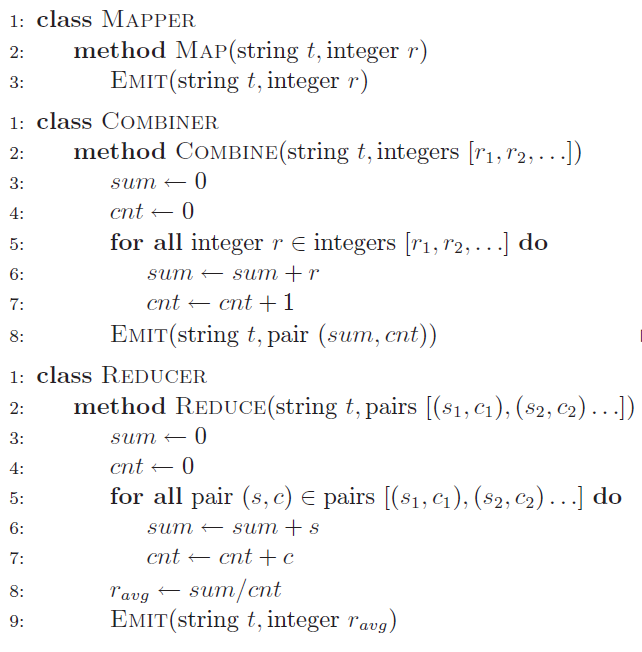 1: class MAPPER
2: method MAP(string t, integer r)
3: EMIT(string t, integer r)
1: class COMBINER
2: method COMBINE(string t, integers [r₁, r₂, . . .])
3: sum ← 0
4: cnt ← 0
5: for all integer r ∈ integers [r₁, r₂, . . .] do
6: sum ← sum + r
7: cnt ← cnt + 1
8: EMIT(string t, pair (sum, cnt))
1: class REDUCER
2: method REDUCE(string t, pairs [(s₁, c₁), (s₂, c₂) . . .])
3: sum ← 0
4: cnt ← 0
5: for all pair (s, c) ∈ pairs [(s₁, c₁), (s₂, c₂) . . .] do
6: sum ← sum + s
7: cnt ← cnt + c
8: r_avg ← sum/cnt
9: EMIT(string t, integer r_avg)